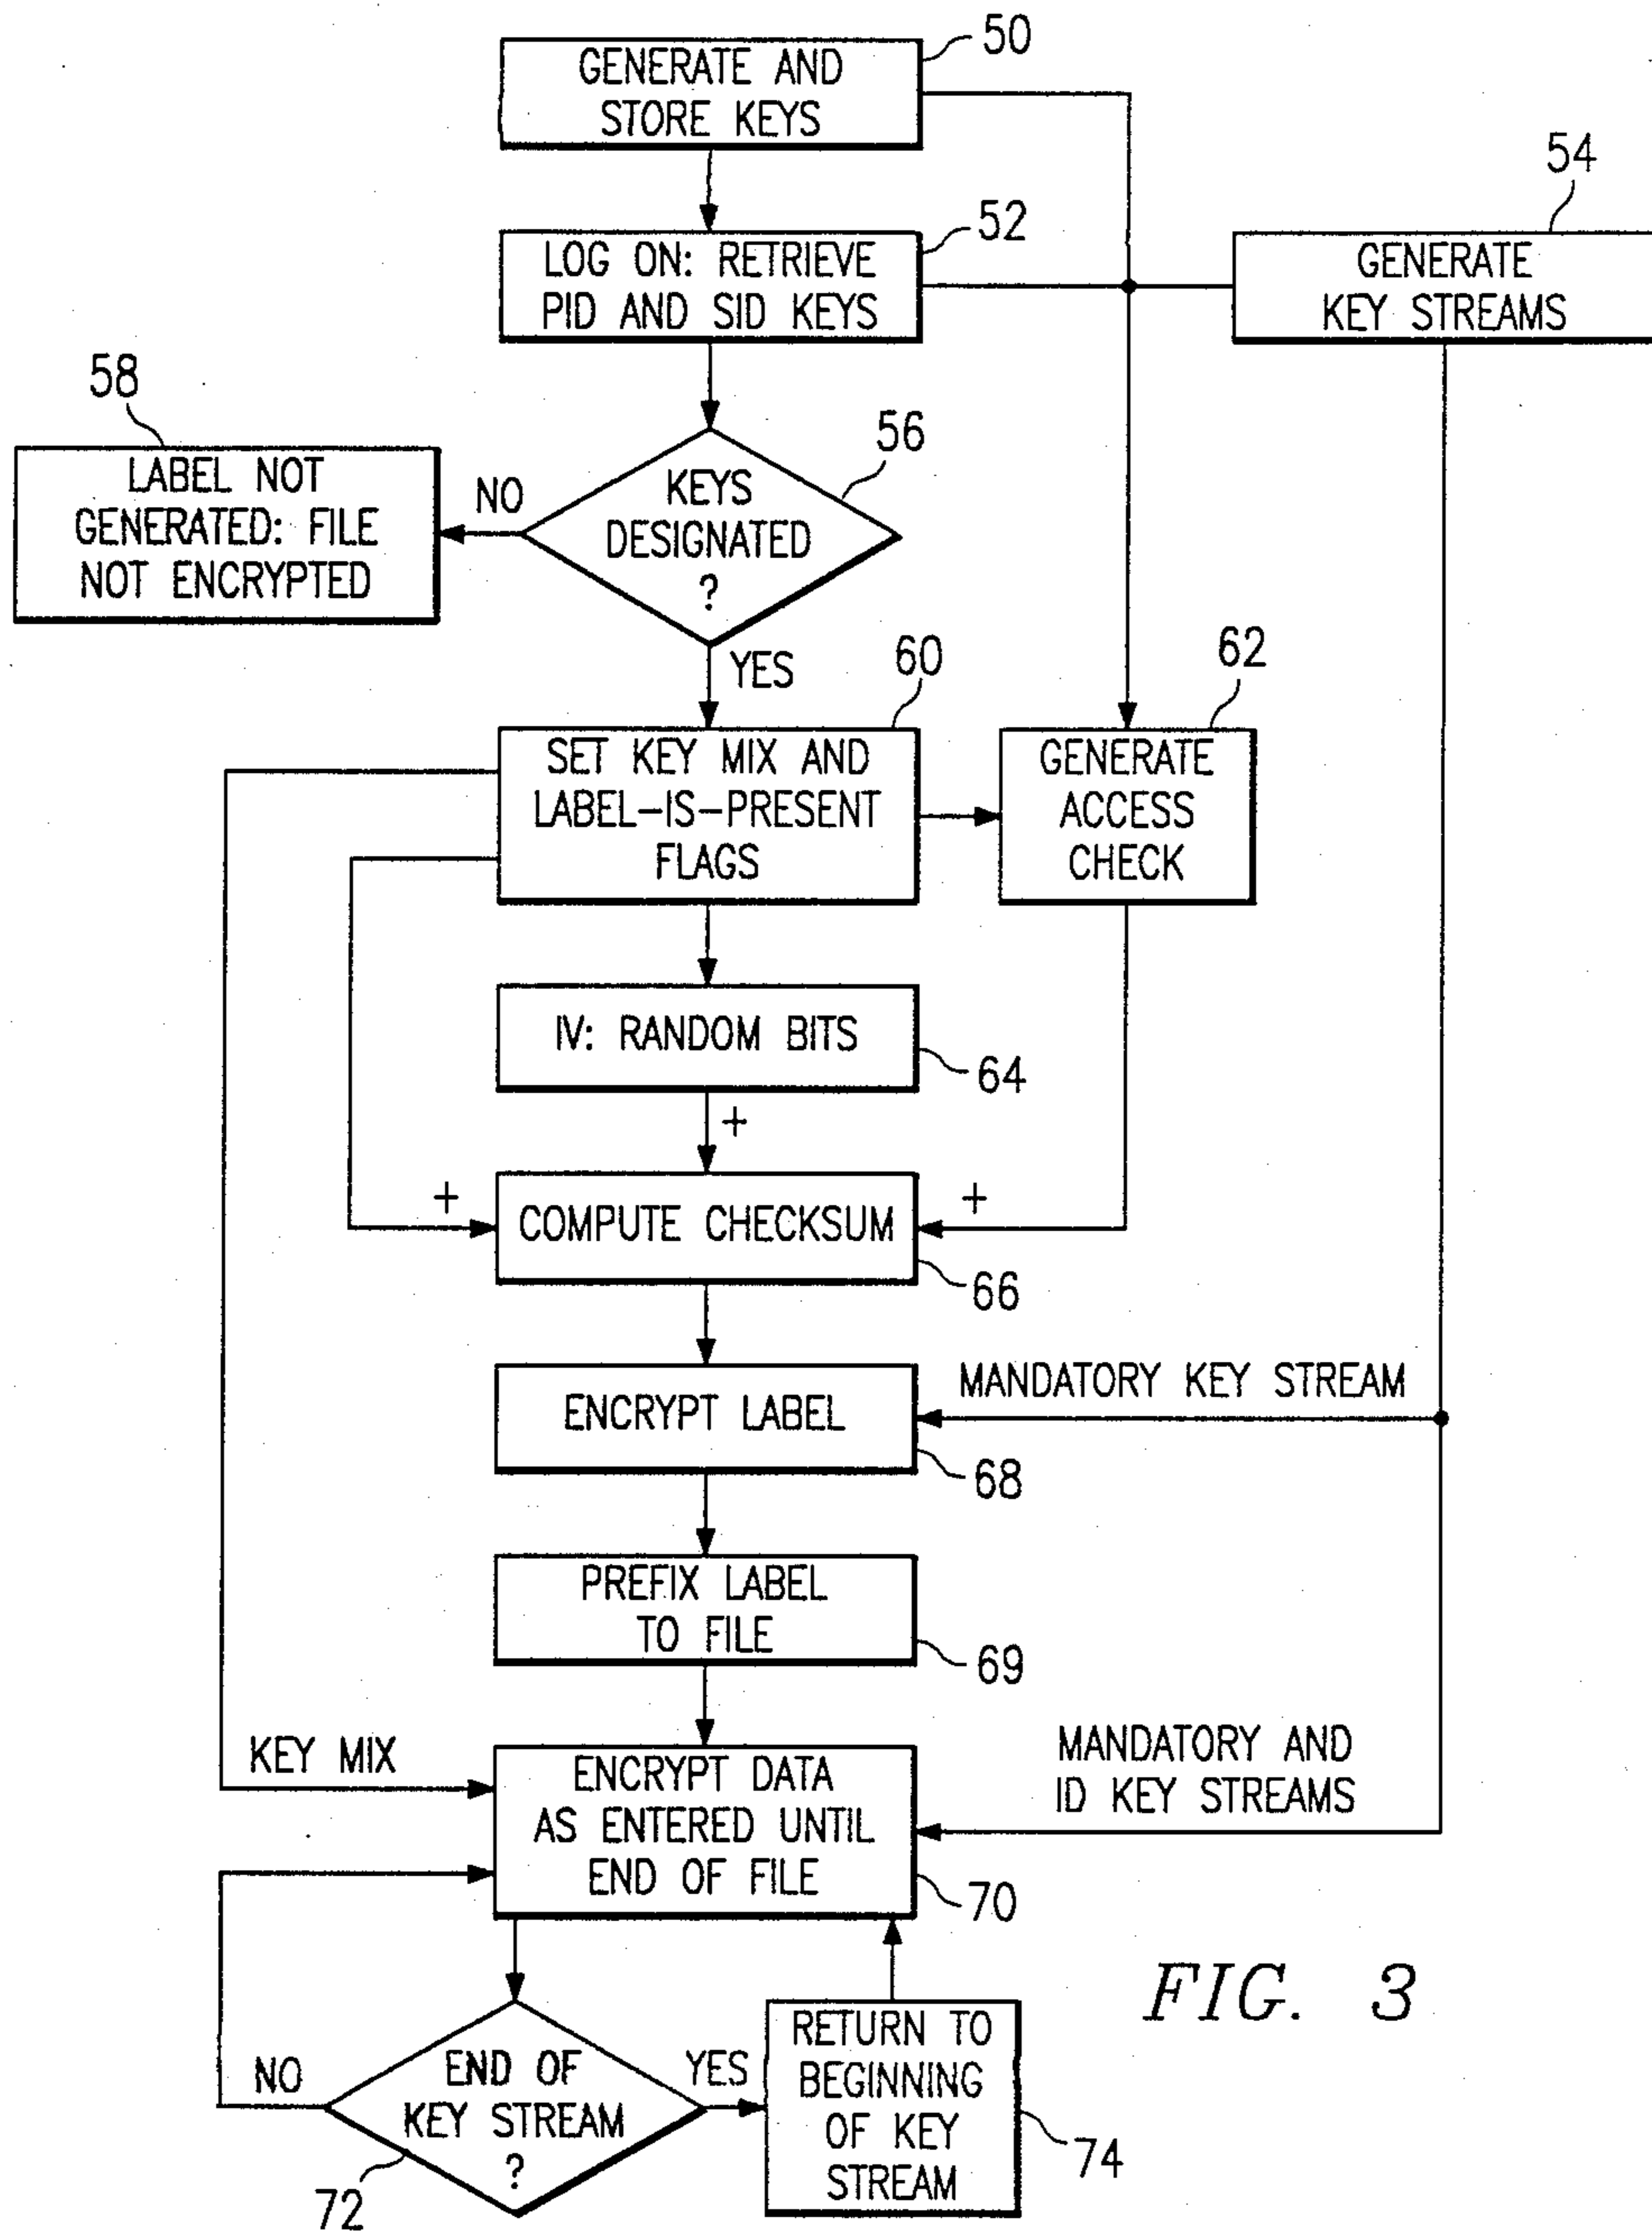 50
GENERATE AND
STORE KEYS
54
52
LOG ON: RETRIEVE
PID AND SID KEYS
GENERATE
KEY STREAMS
58
56
LABEL NOT
GENERATED: FILE
NOT ENCRYPTED
NO
KEYS
DESIGNATED
?
YES
60
62
SET KEY MIX AND
LABEL-IS-PRESENT
FLAGS
GENERATE
ACCESS
CHECK
IV: RANDOM BITS
64
+
+
COMPUTE CHECKSUM
+
66
ENCRYPT LABEL
MANDATORY KEY STREAM
68
PREFIX LABEL
TO FILE
69
KEY MIX
ENCRYPT DATA
AS ENTERED UNTIL
END OF FILE
MANDATORY AND
ID KEY STREAMS
70
FIG. 3
NO
END OF
KEY STREAM
?
YES
RETURN TO
BEGINNING
OF KEY
STREAM
72
74